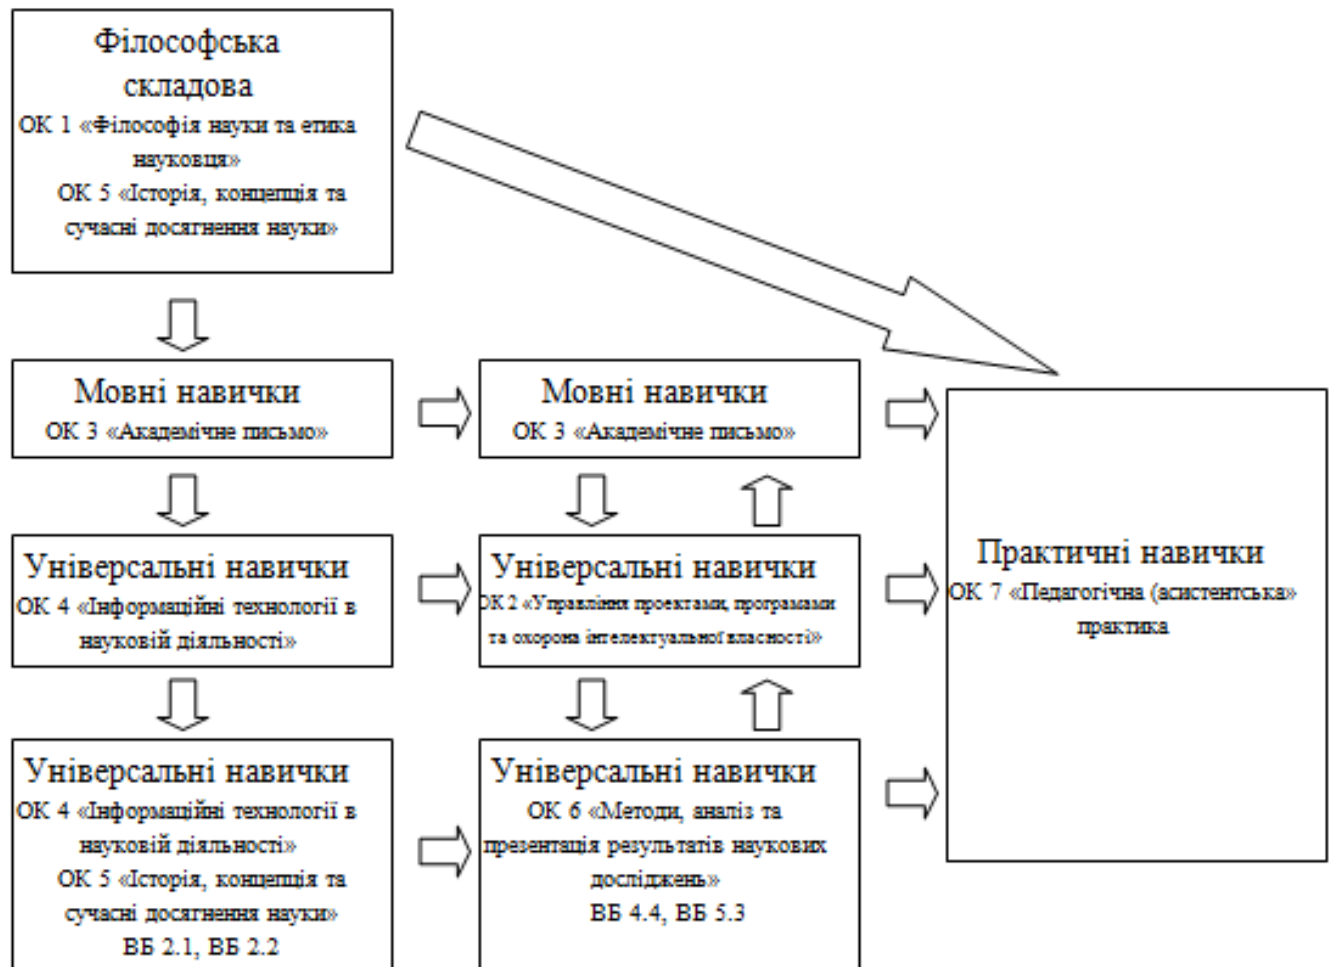 Філософська
складова
ОК 1 «Філософія науки та етика
науковця»
ОК 5 «Історія, концепція та
сучасні досягнення науки»
Мовні навички
ОК 3 «Академічне письмо»
Мовні навички
ОК 3 «Академічне письмо»
Універсальні навички
ОК 4 «Інформаційні технології в
науковій діяльності»
Універсальні навички
ОК 2 «Управління проектами, програмами
та охорона інтелектуальної власності»
Практичні навички
ОК 7 «Педагогічна (асистентська»
практика
Універсальні навички
ОК 4 «Інформаційні технології в
науковій діяльності»
ОК 5 «Історія, концепція та
сучасні досягнення науки»
ВБ 2.1, ВБ 2.2
Універсальні навички
ОК 6 «Методи, аналіз та
презентація результатів наукових
досліджень»
ВБ 4.4, ВБ 5.3